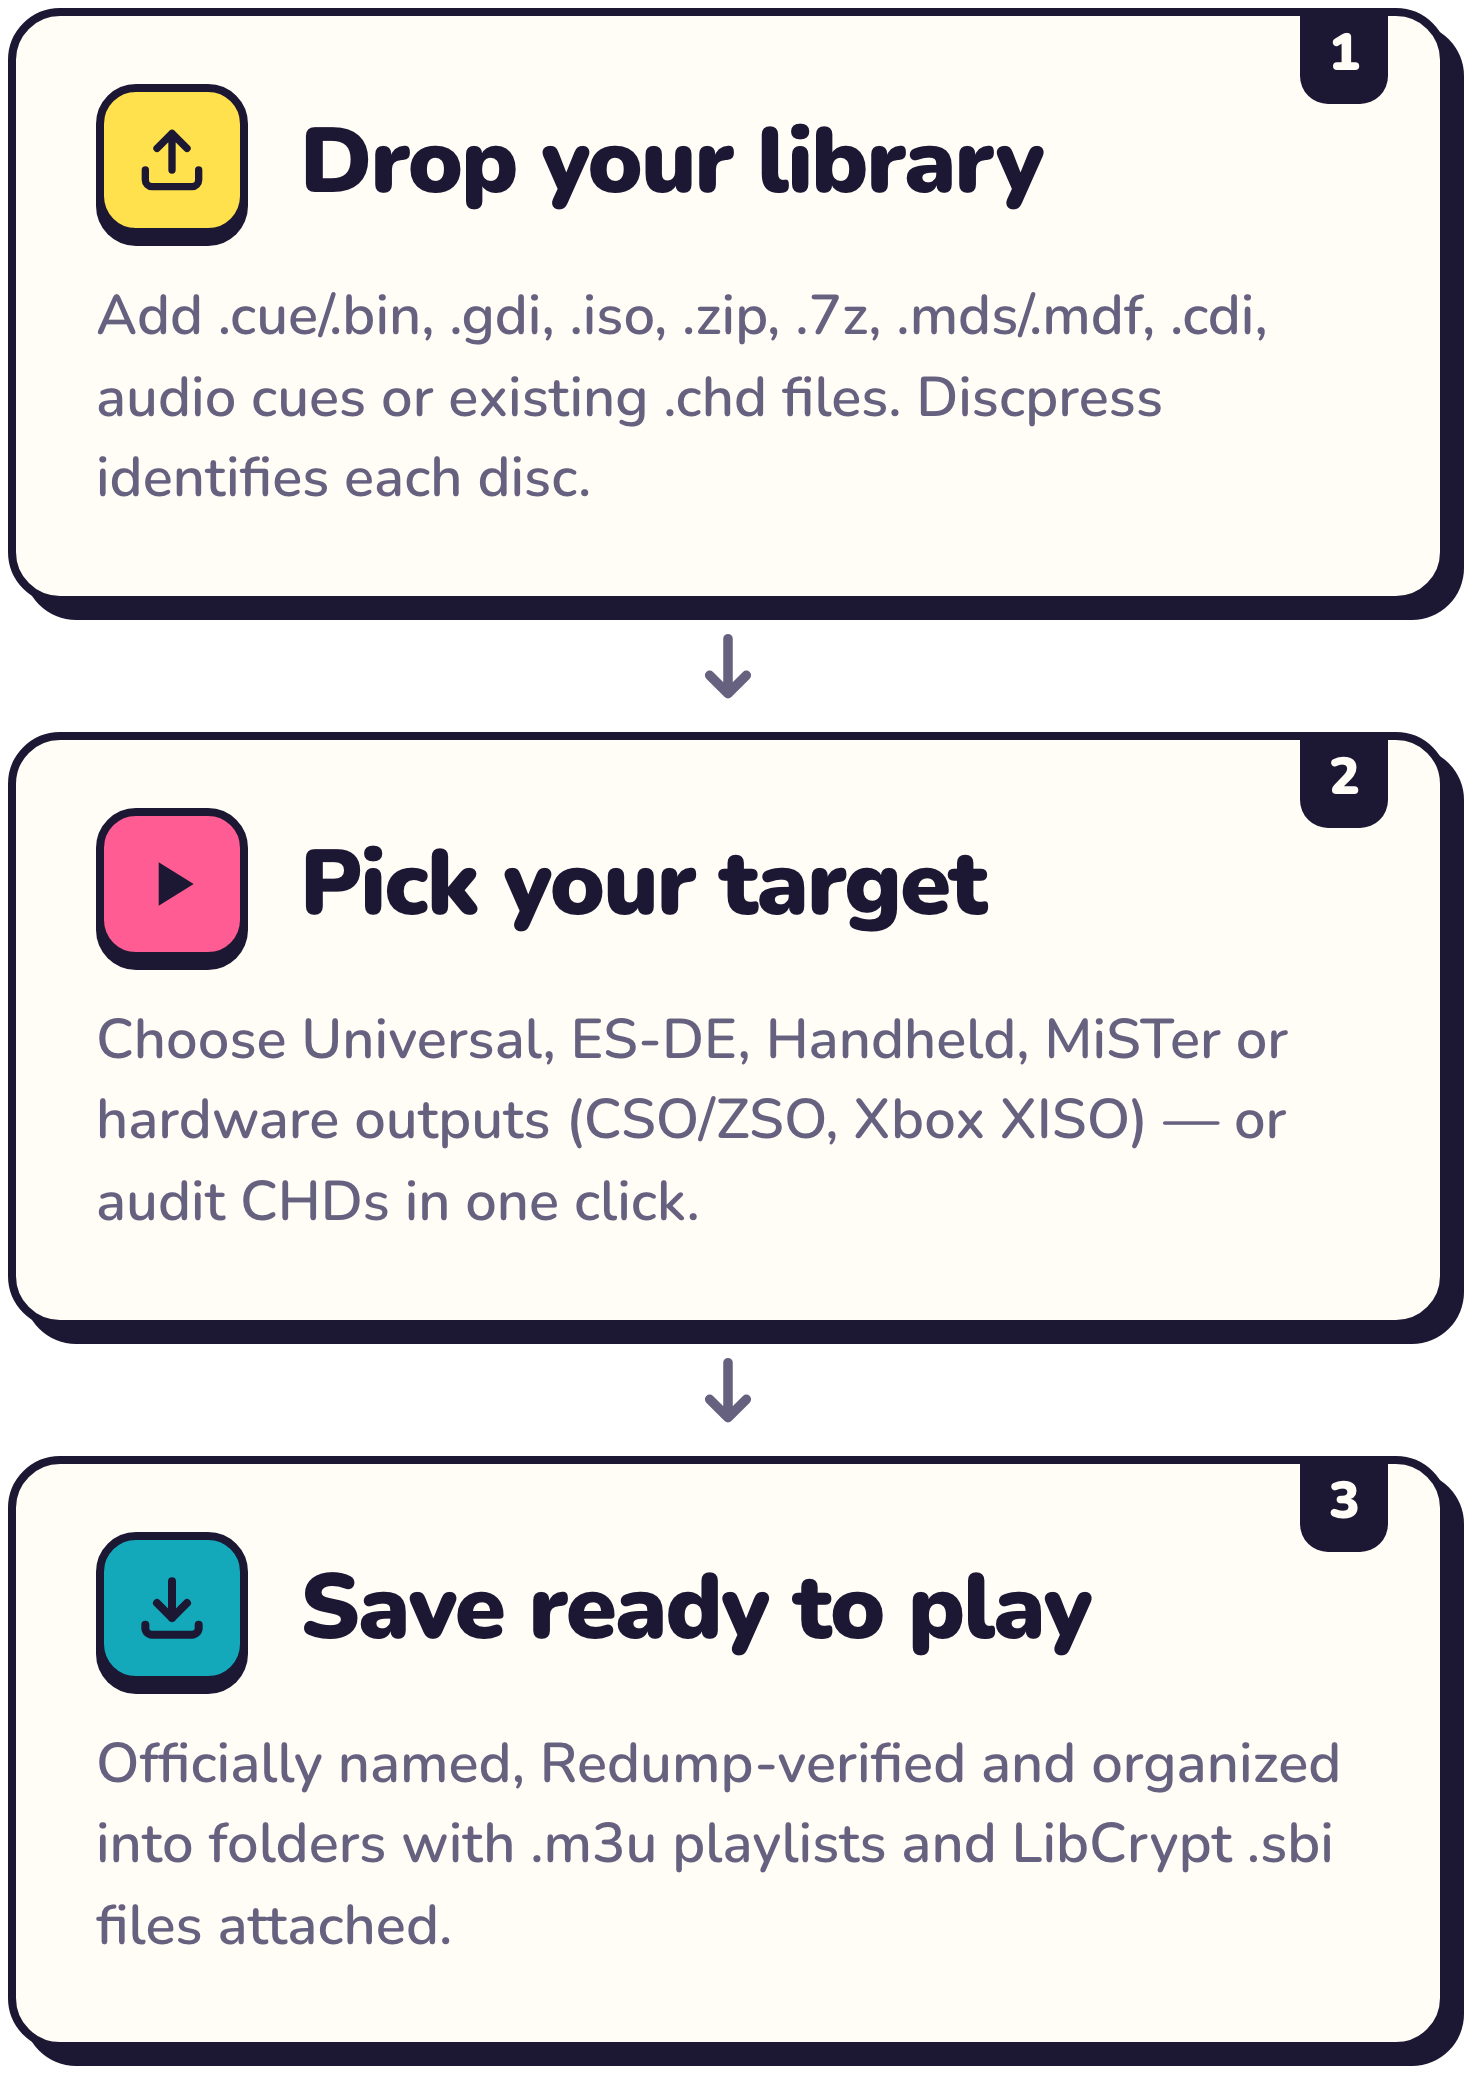 1
Drop your library
Add .cue/.bin, .gdi, .iso, .zip, .7z, .mds/.mdf, .cdi,
audio cues or existing .chd files. Discpress
identifies each disc.
2
Pick your target
Choose Universal, ES-DE, Handheld, MiSTer or
hardware outputs (CSO/ZSO, Xbox XISO) — or
audit CHDs in one click.
3
Save ready to play
Officially named, Redump-verified and organized
into folders with .m3u playlists and LibCrypt .sbi
files attached.